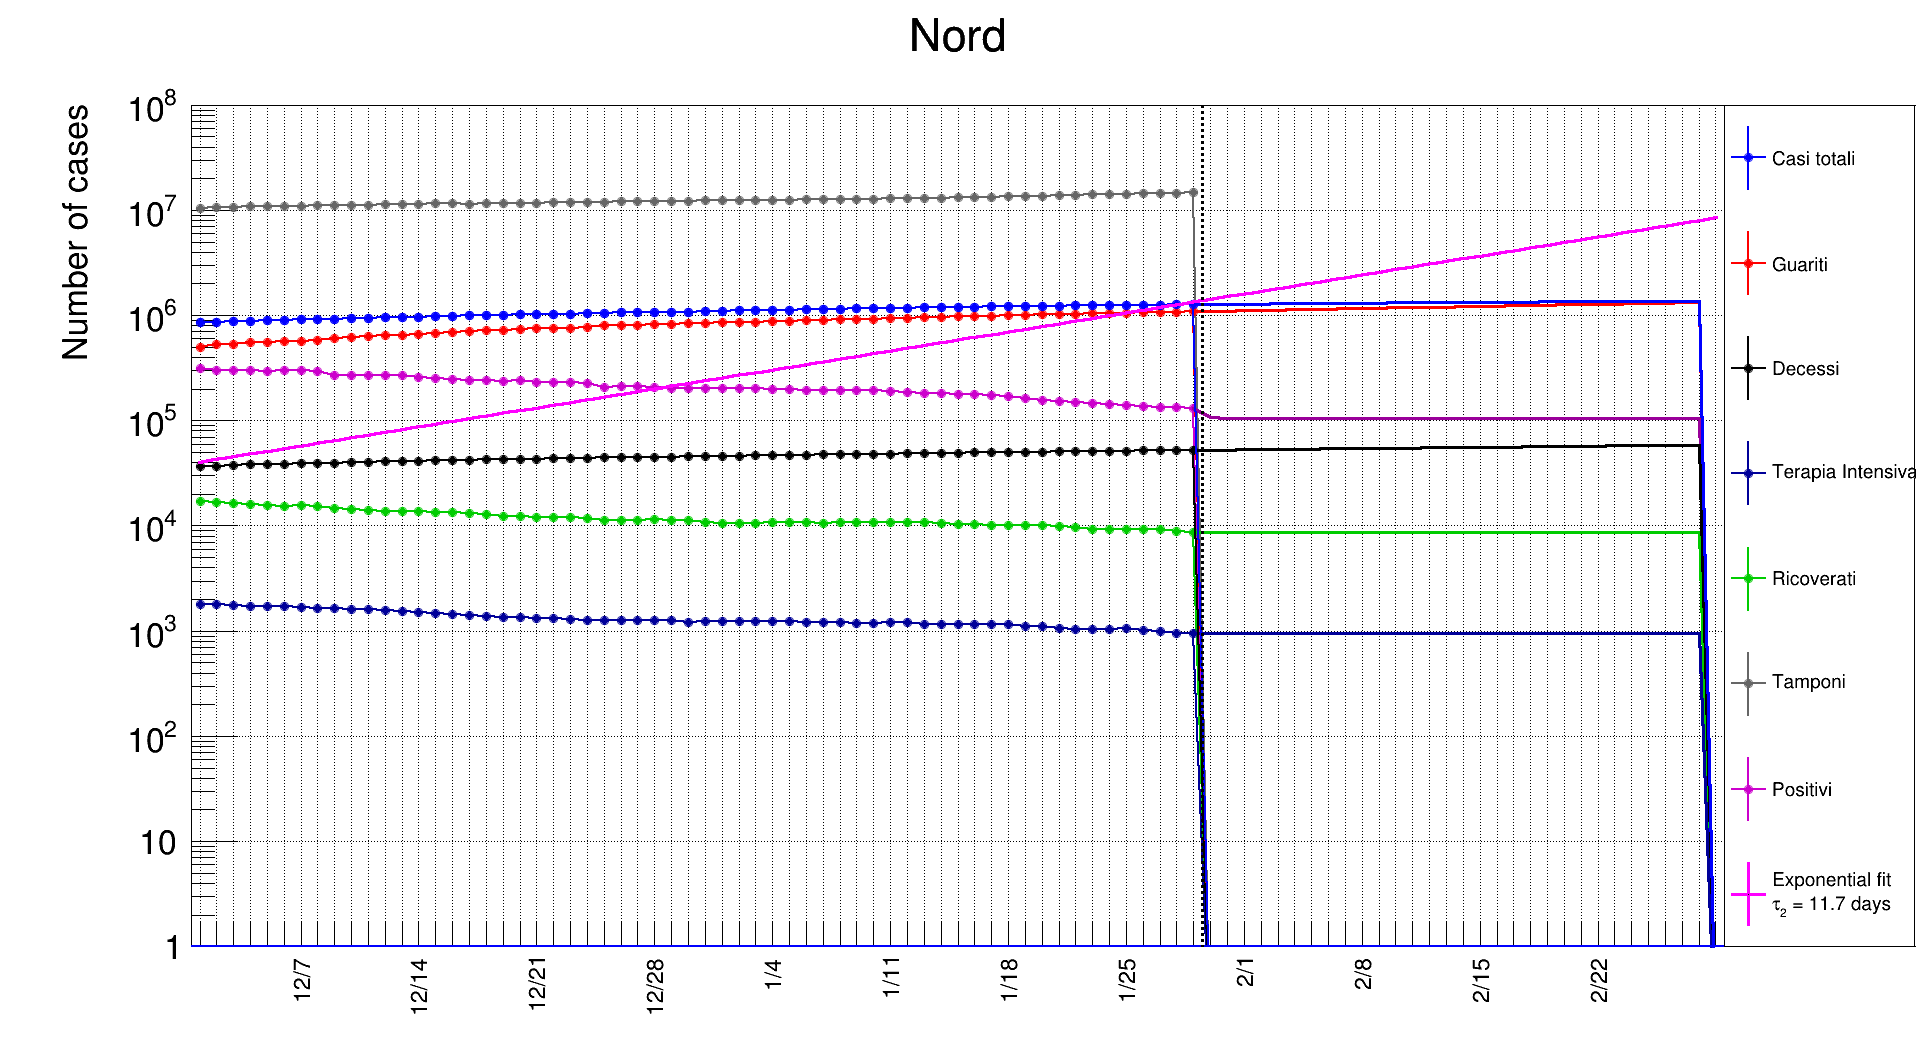 Nord
Number of cases
10^8
10^7
10^6
10^5
10^4
10^3
10^2
10
1
12/7
12/14
12/21
12/28
1/4
1/11
1/18
1/25
2/1
2/8
2/15
2/22
Casi totali
Guariti
Decessi
Terapia Intensiva
Ricoverati
Tamponi
Positivi
Exponential fit
τ_2 = 11.7 days